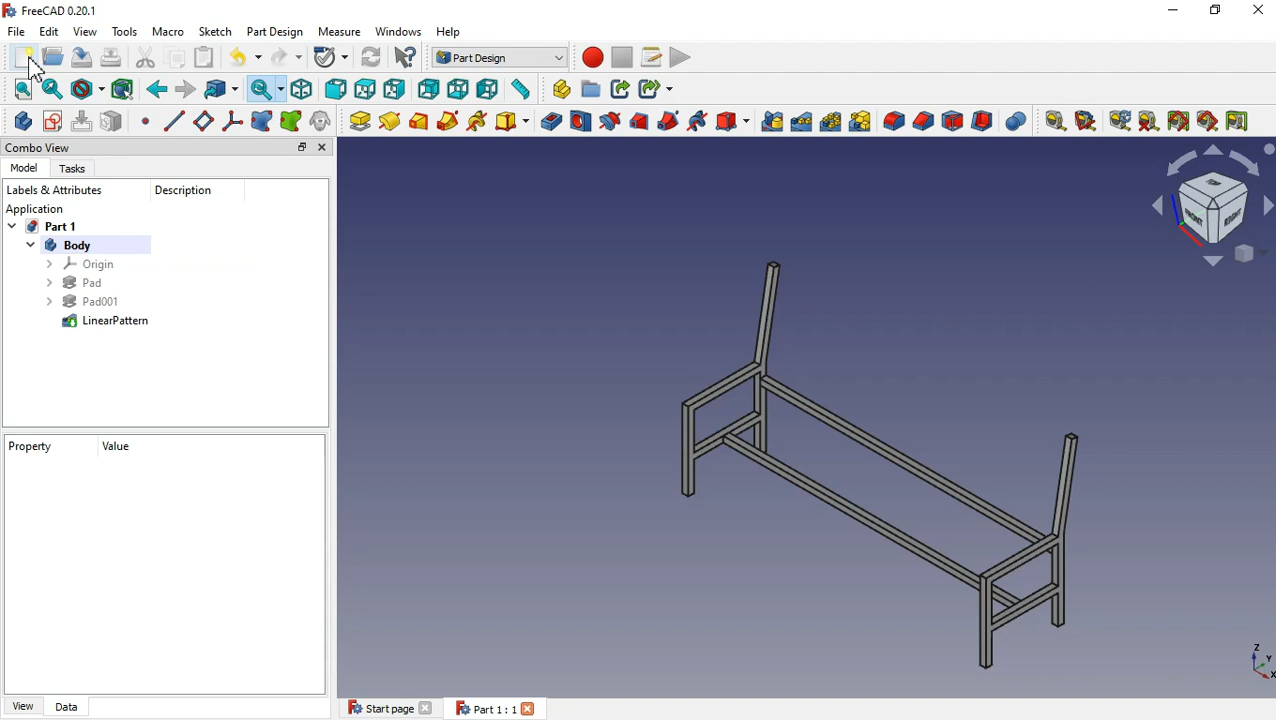 FreeCAD 0.20.1
File Edit View Tools Macro Sketch Part Design Measure Windows Help
Part Design
Combo View
Model Tasks
Labels & Attributes Description
Application
Part 1
Body
Origin
Pad
Pad001
LinearPattern
Property Value
View Data
Start page Part 1 : 1
FRONT RIGHT
Z
Y
X